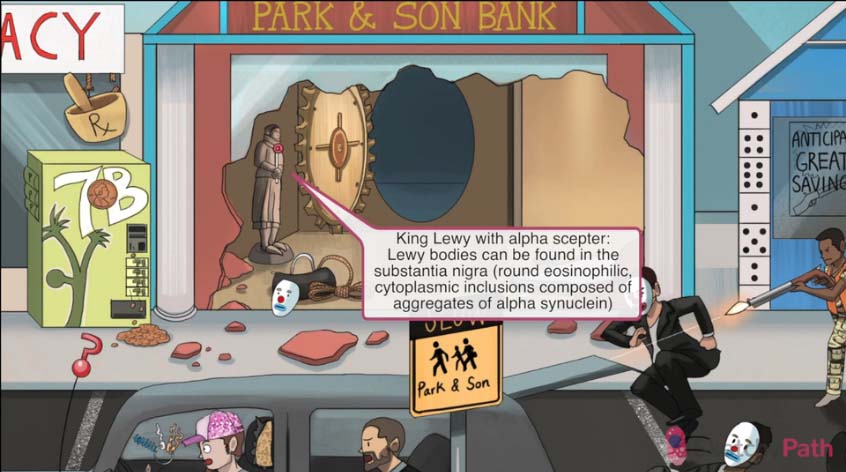 PARK & SON BANK
ACY
Rx
7B
ANTICIPA
GREAT
SAVING
King Lewy with alpha scepter:
Lewy bodies can be found in the
substantia nigra (round eosinophilic,
cytoplasmic inclusions composed of
aggregates of alpha synuclein)
SLOW
Park & Son
Path